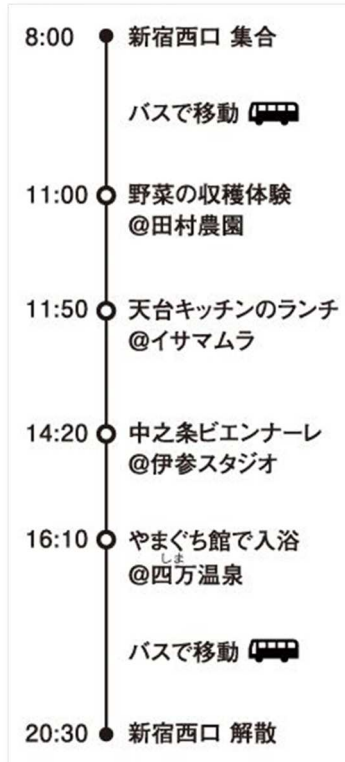 8:00 新宿西口 集合
バスで移動
11:00 野菜の収穫体験
@田村農園
11:50 天台キッチンのランチ
@イサマムラ
14:20 中之条ビエンナーレ
@伊参スタジオ
16:10 やまぐち館で入浴
しま
@四万温泉
バスで移動
20:30 新宿西口 解散